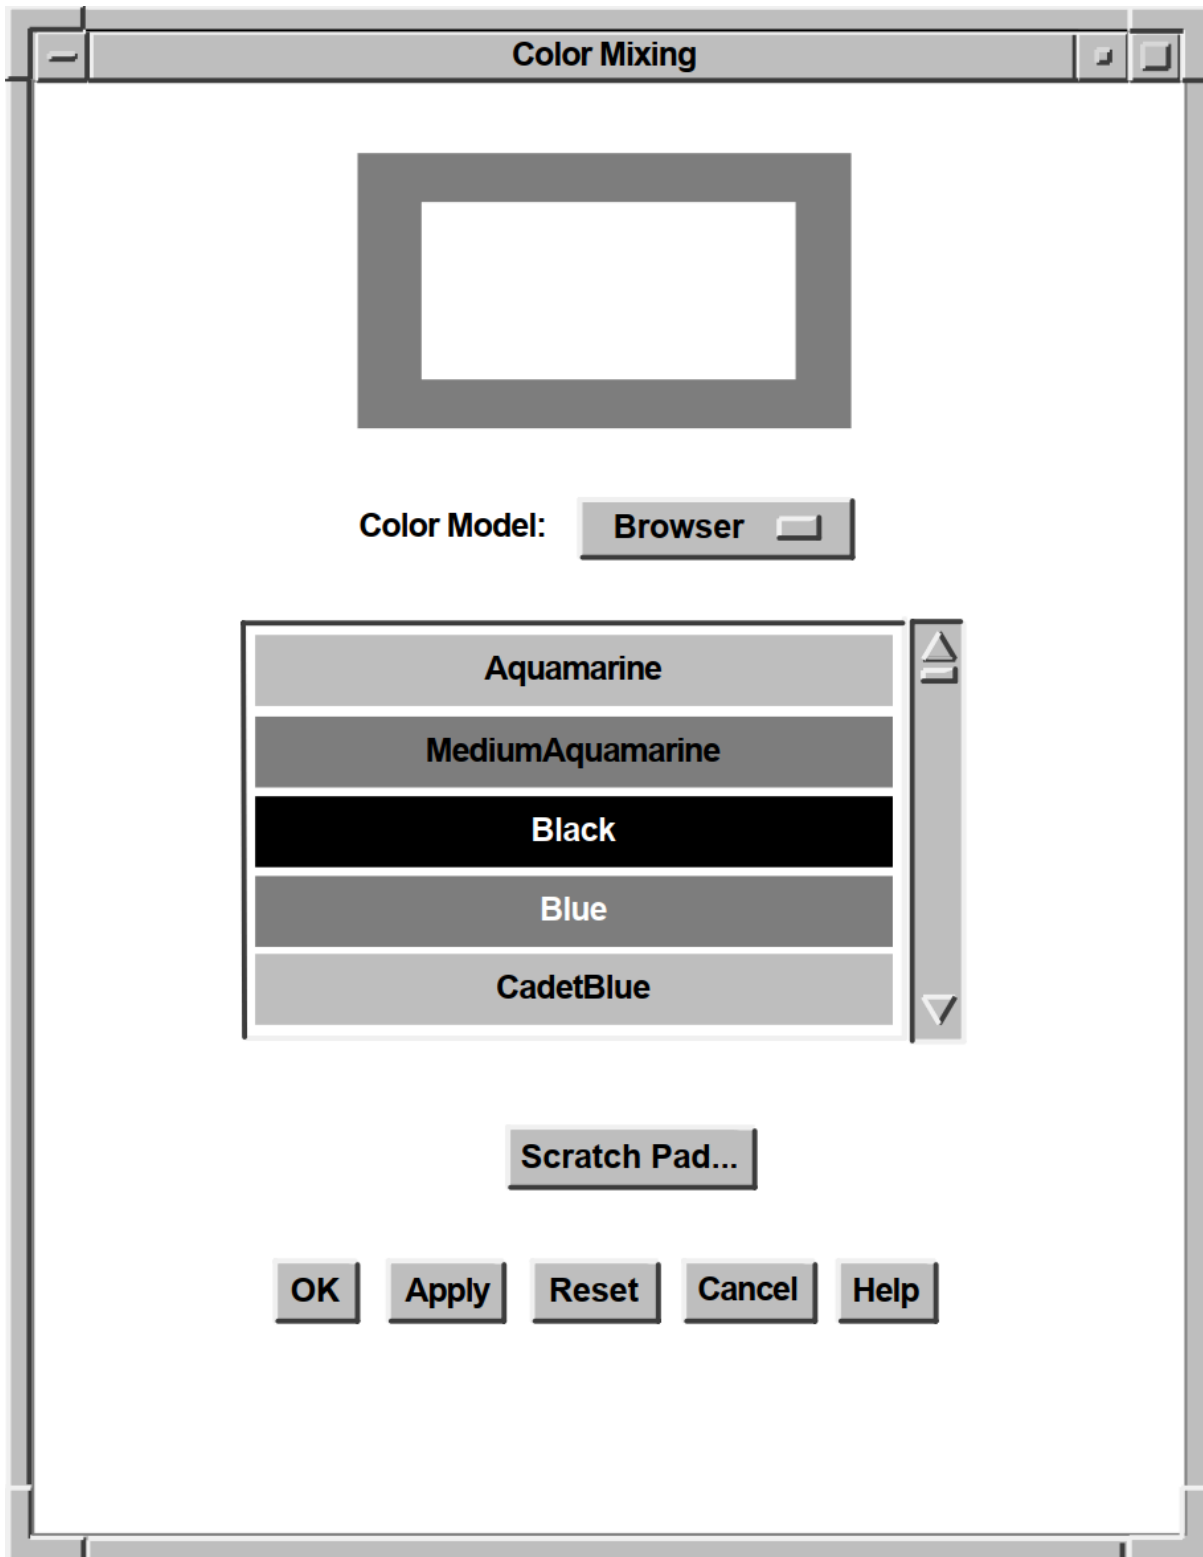 Color Mixing
Color Model: Browser
Aquamarine
MediumAquamarine
Black
Blue
CadetBlue
Scratch Pad...
OK Apply Reset Cancel Help